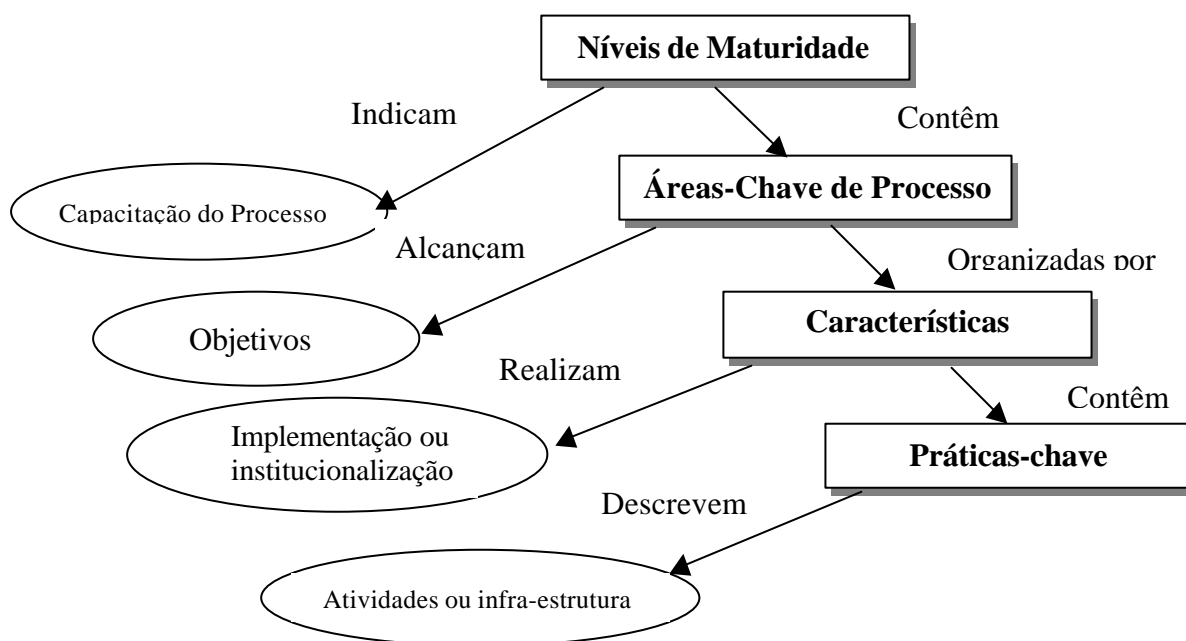 Níveis de Maturidade
Indicam
Contêm
Áreas-Chave de Processo
Capacitação do Processo
Alcançam
Organizadas por
Características
Objetivos
Realizam
Contêm
Implementação ou
institucionalização
Práticas-chave
Descrevem
Atividades ou infra-estrutura